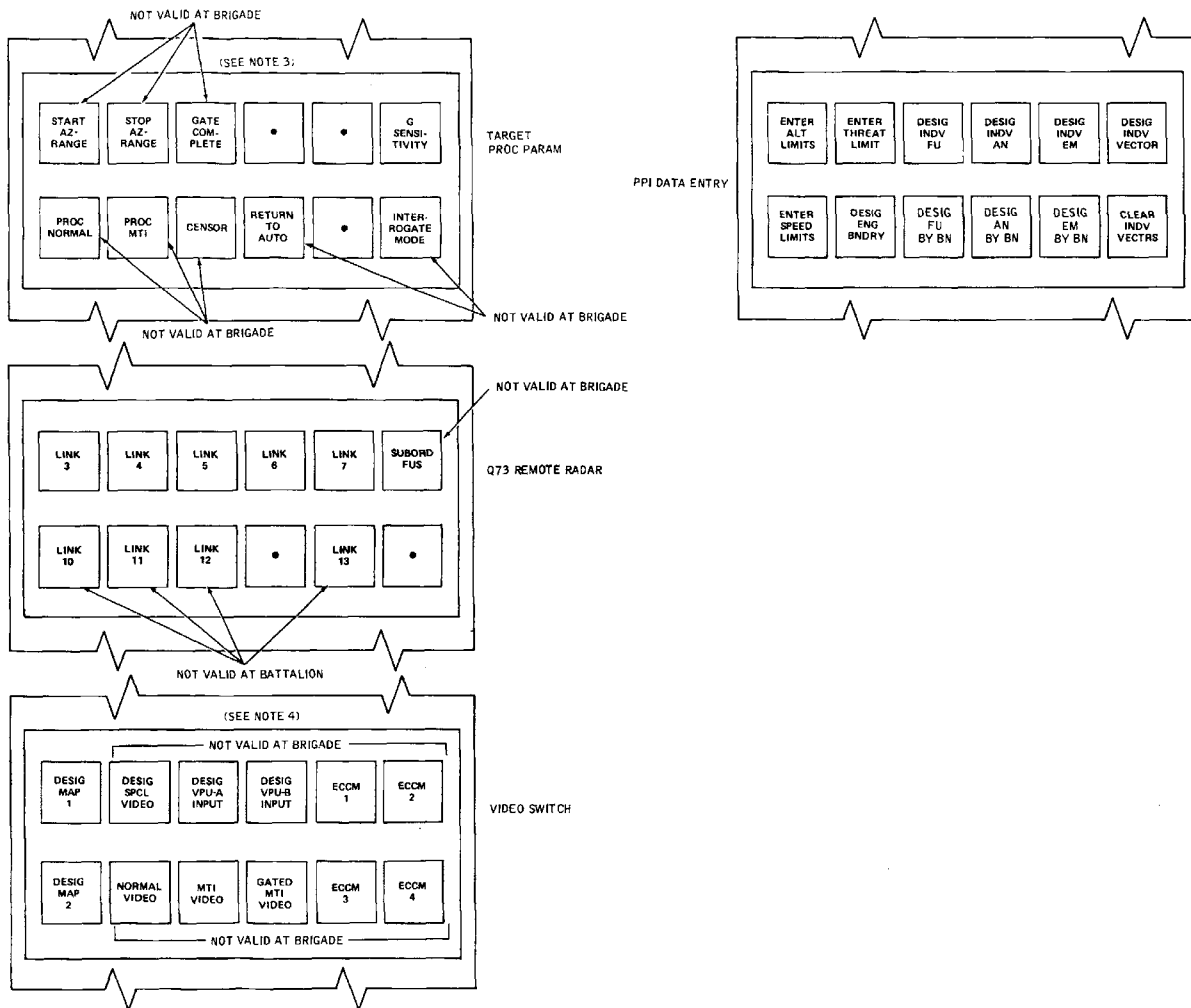 NOT VALID AT BRIGADE
(SEE NOTE 3)
START
AZ-
RANGE
STOP
AZ-
RANGE
GATE
COM-
PLETE
G
SENSI-
TIVITY
TARGET
PROC PARAM
PROC
NORMAL
PROC
MTI
CENSOR
RETURN
TO
AUTO
INTER-
ROGATE
MODE
NOT VALID AT BRIGADE
NOT VALID AT BRIGADE
NOT VALID AT BRIGADE
LINK
3
LINK
4
LINK
5
LINK
6
LINK
7
SUBORD
FUS
Q73 REMOTE RADAR
LINK
10
LINK
11
LINK
12
LINK
13
NOT VALID AT BATTALION
(SEE NOTE 4)
NOT VALID AT BRIGADE
DESIG
MAP
1
DESIG
SPCL
VIDEO
DESIG
VPU-A
INPUT
DESIG
VPU-B
INPUT
ECCM
1
ECCM
2
VIDEO SWITCH
DESIG
MAP
2
NORMAL
VIDEO
MTI
VIDEO
GATED
MTI
VIDEO
ECCM
3
ECCM
4
NOT VALID AT BRIGADE
PPI DATA ENTRY
ENTER
ALT
LIMITS
ENTER
THREAT
LIMIT
DESIG
INDV
FU
DESIG
INDV
AN
DESIG
INDV
EM
DESIG
INDV
VECTOR
ENTER
SPEED
LIMITS
DESIG
ENG
BNDRY
DESIG
FU
BY BN
DESIG
AN
BY BN
DESIG
EM
BY BN
CLEAR
INDV
VECTRS